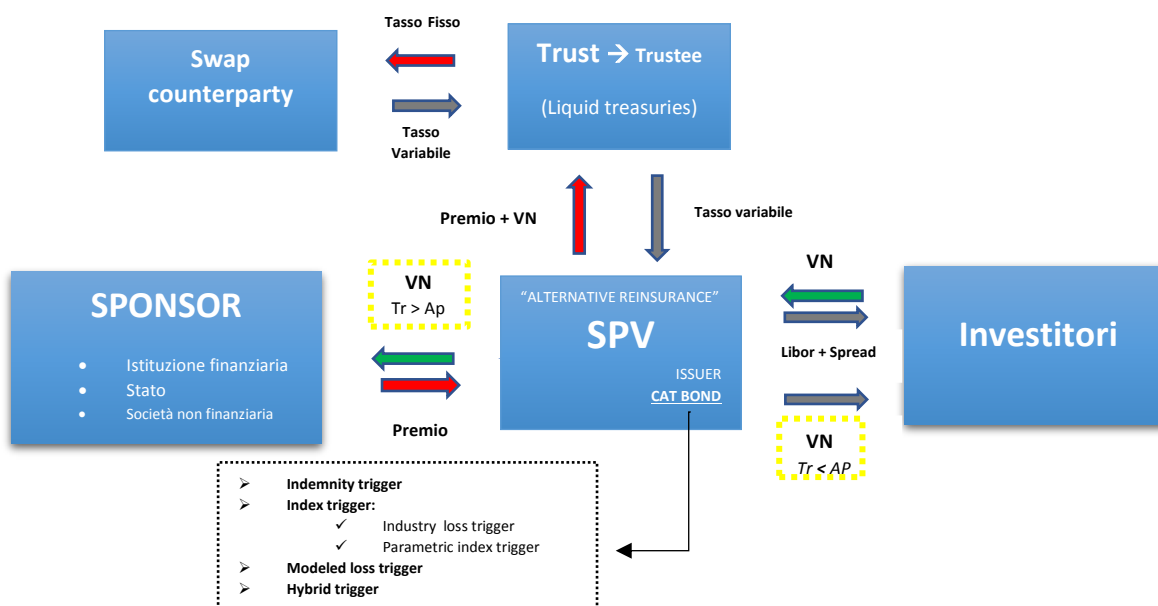 Tasso Fisso
Swap
counterparty
Trust → Trustee
(Liquid treasuries)
Tasso
Variabile
Premio + VN
Tasso variabile
SPONSOR
• Istituzione finanziaria
• Stato
• Società non finanziaria
VN
Tr > Ap
Premio
"ALTERNATIVE REINSURANCE"
SPV
ISSUER
CAT BOND
VN
Libor + Spread
VN
Tr < AP
Investitori
➢ Indemnity trigger
➢ Index trigger:
✓ Industry loss trigger
✓ Parametric index trigger
➢ Modeled loss trigger
➢ Hybrid trigger